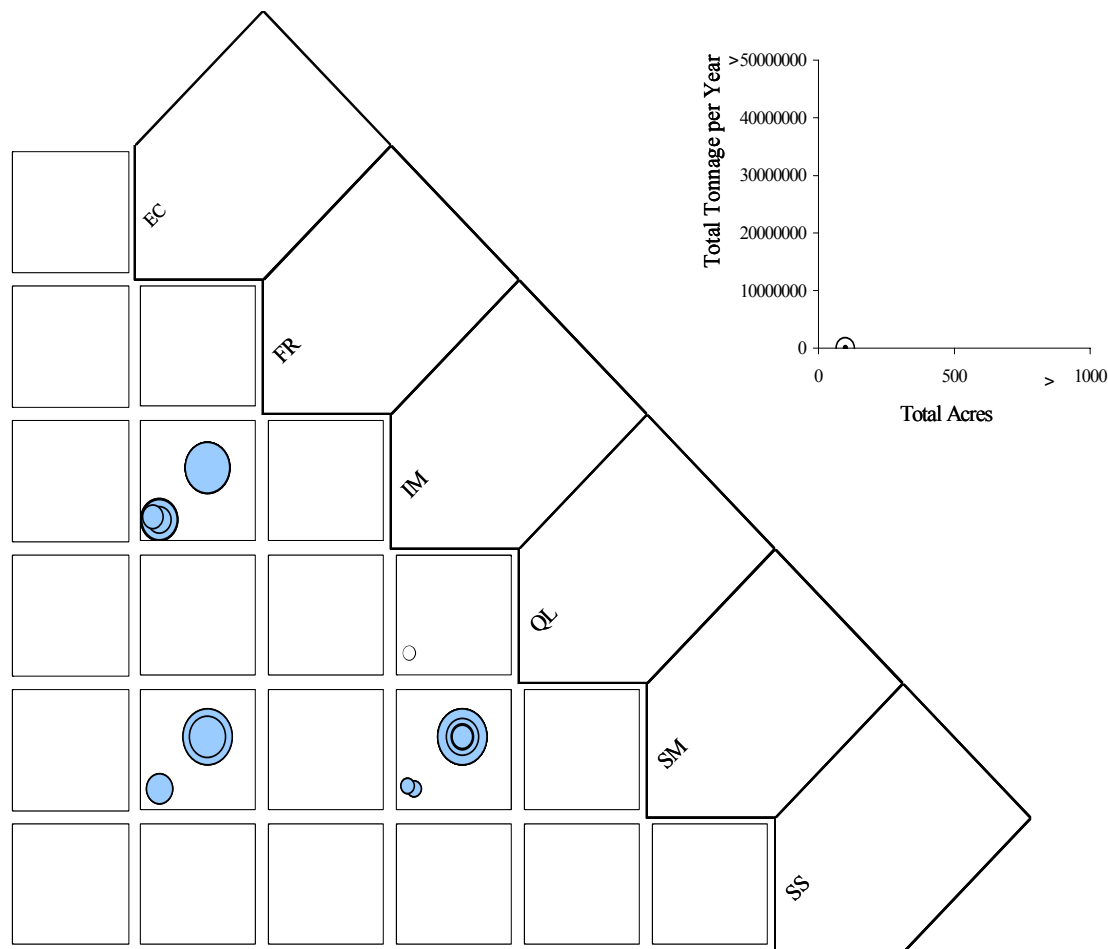 EC
FR
IM
QL
SM
SS
Total Tonnage per Year
>50000000
40000000
30000000
20000000
10000000
0
0 500 > 1000
Total Acres